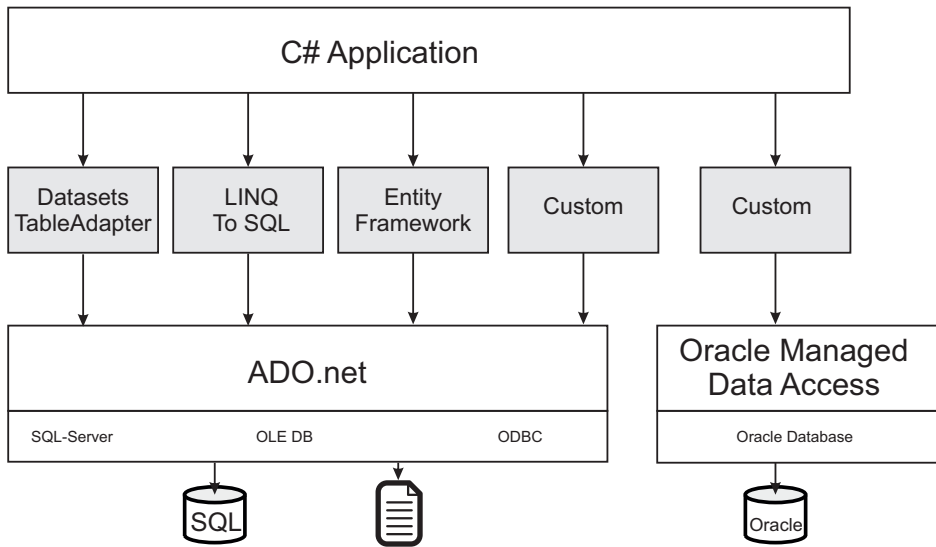 C# Application
Datasets
TableAdapter
LINQ
To SQL
Entity
Framework
Custom
Custom
ADO.net
SQL-Server
OLE DB
ODBC
Oracle Managed
Data Access
Oracle Database
SQL
Oracle